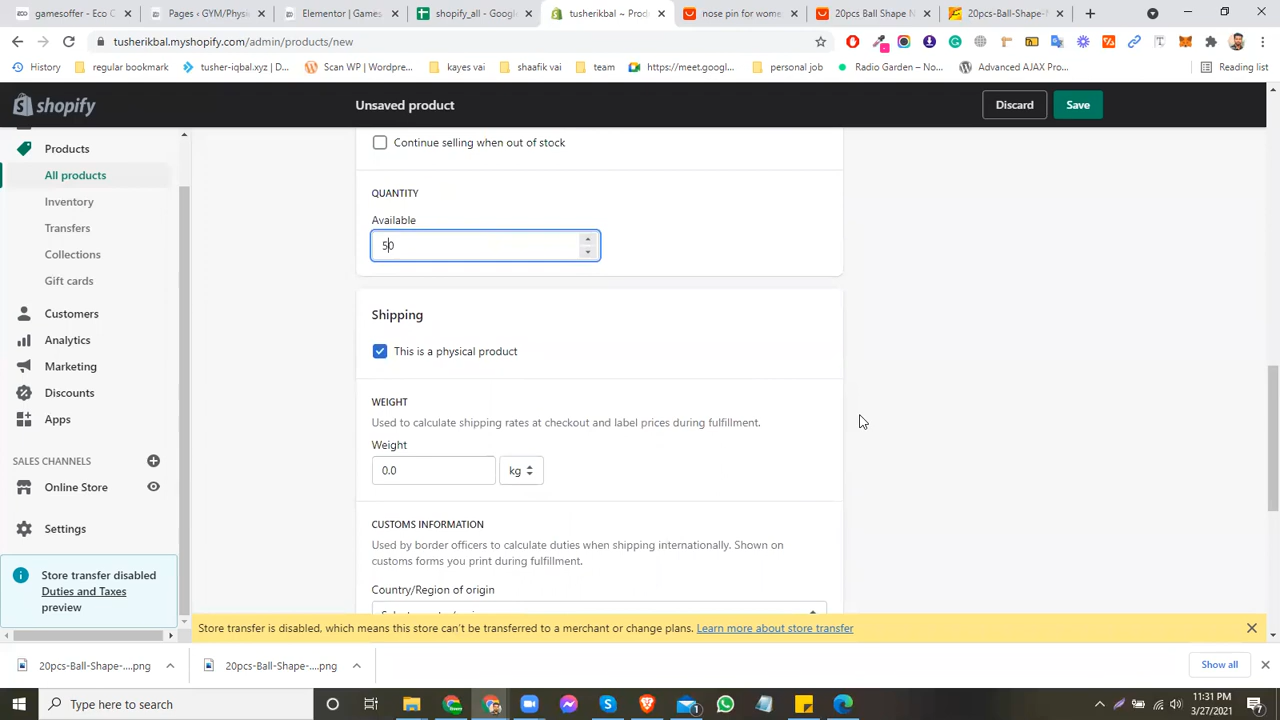 gamesoffer - Eco C
Pages ‹ GYM/Physe
Elementor | Games
shopify_all - Google
tusherikbal ~ Produ
nose pin for wome
20pcs Ball Shape N
20pcs-Ball-Shape-N
tusherikbal.myshopify.com/admin/products/new
History
regular bookmark
tusher-iqbal.xyz | D...
Scan WP | (Wordpre...
kayes vai
shaafik vai
team
https://meet.googl...
personal job
Radio Garden – No...
Advanced AJAX Pro...
Reading list
shopify
Unsaved product
Discard
Save
Products
All products
Inventory
Transfers
Collections
Gift cards
Customers
Analytics
Marketing
Discounts
Apps
SALES CHANNELS
Online Store
Settings
Store transfer disabled
Duties and Taxes
preview
Continue selling when out of stock
QUANTITY
Available
50
Shipping
This is a physical product
WEIGHT
Used to calculate shipping rates at checkout and label prices during fulfillment.
Weight
0.0
kg
CUSTOMS INFORMATION
Used by border officers to calculate duties when shipping internationally. Shown on
customs forms you print during fulfillment.
Country/Region of origin
Store transfer is disabled, which means this store can't be transferred to a merchant or change plans. Learn more about store transfer
20pcs-Ball-Shape-....png
20pcs-Ball-Shape-....png
Show all
Type here to search
11:31 PM
3/27/2021